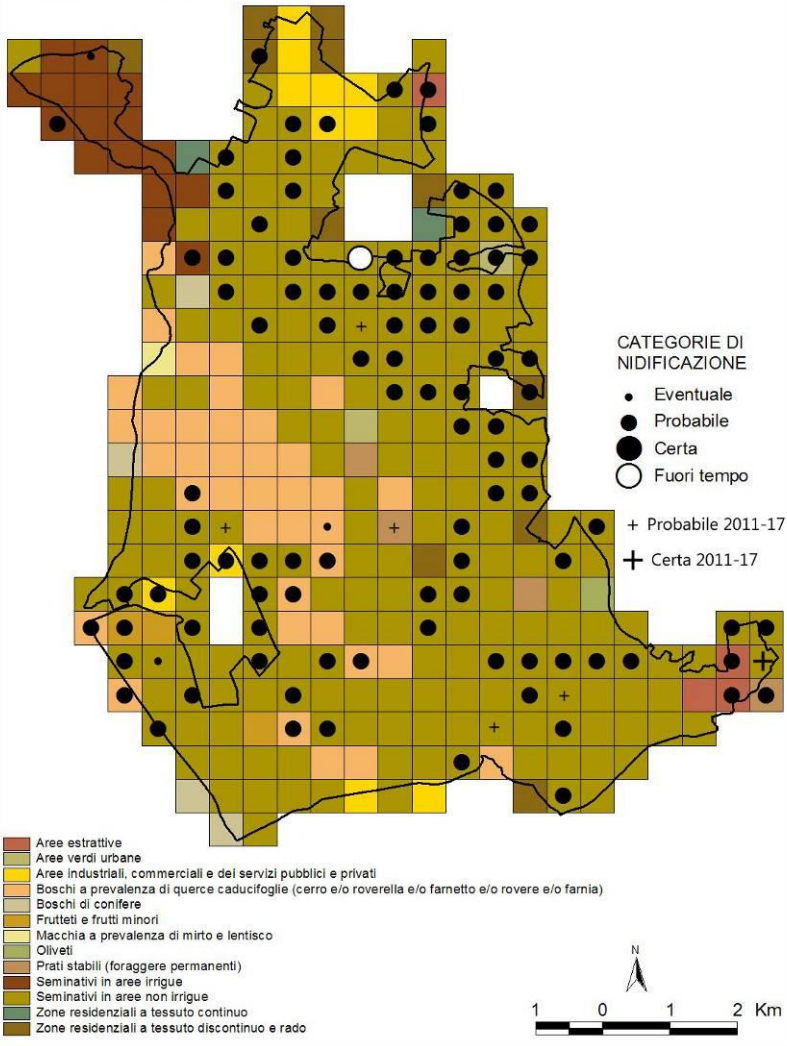 CATEGORIE DI
NIDIFICAZIONE
Eventuale
Probabile
Certa
Fuori tempo
Probabile 2011-17
Certa 2011-17
Aree estrattive
Aree verdi urbane
Aree industriali, commerciali e dei servizi pubblici e privati
Boschi a prevalenza di querce caducifoglie (cerro e/o roverella e/o farnetto e/o rovere e/o farnia)
Boschi di conifere
Frutteti e frutti minori
Macchia a prevalenza di mirto e lentisco
Oliveti
Prati stabili (foraggere permanenti)
Seminativi in aree irrigue
Seminativi in aree non irrigue
Zone residenziali a tessuto continuo
Zone residenziali a tessuto discontinuo e rado
N
1 0 1 2 Km